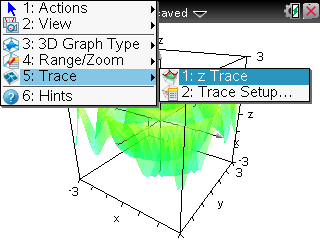 1: Actions
2: View
3: 3D Graph Type
4: Range/Zoom
5: Trace
6: Hints
1: z Trace
2: Trace Setup...
aved
3
z
3
-3
-3
3
x
y